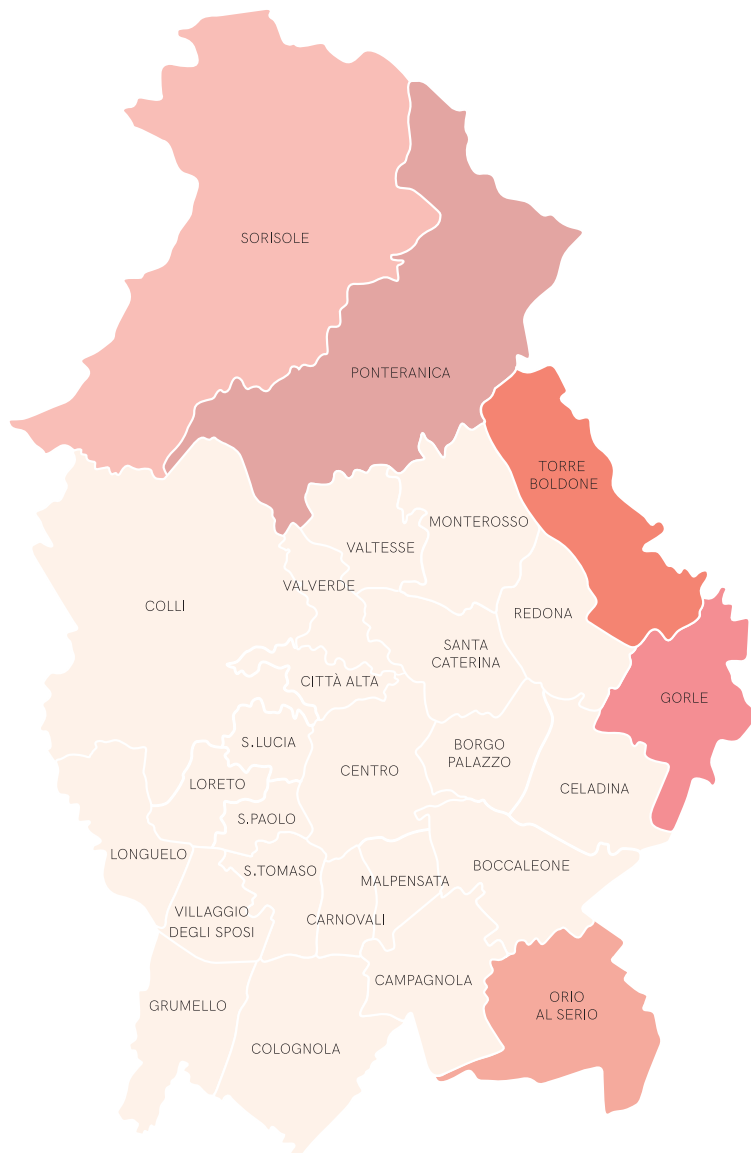 SORISOLE
PONTERANICA
TORRE
BOLDONE
MONTEROSSO
VALTESSE
VALVERDE
COLLI
REDONA
SANTA
CATERINA
CITTÀ ALTA
GORLE
S.LUCIA
BORGO
PALAZZO
CENTRO
LORETO
CELADINA
S.PAOLO
LONGUELO
BOCCALEONE
S.TOMASO
MALPENSATA
VILLAGGIO
DEGLI SPOSI
CARNOVALI
CAMPAGNOLA
ORIO
AL SERIO
GRUMELLO
COLOGNOLA